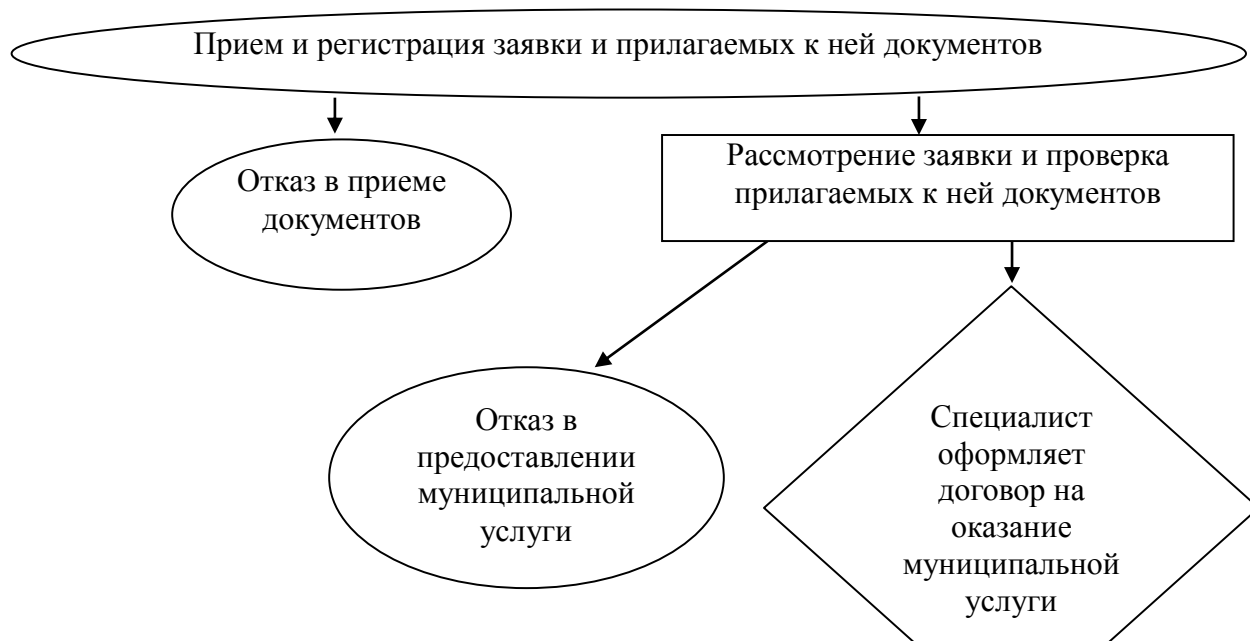 Прием и регистрация заявки и прилагаемых к ней документов
Отказ в приеме
документов
Рассмотрение заявки и проверка
прилагаемых к ней документов
Отказ в
предоставлении
муниципальной
услуги
Специалист
оформляет
договор на
оказание
муниципальной
услуги